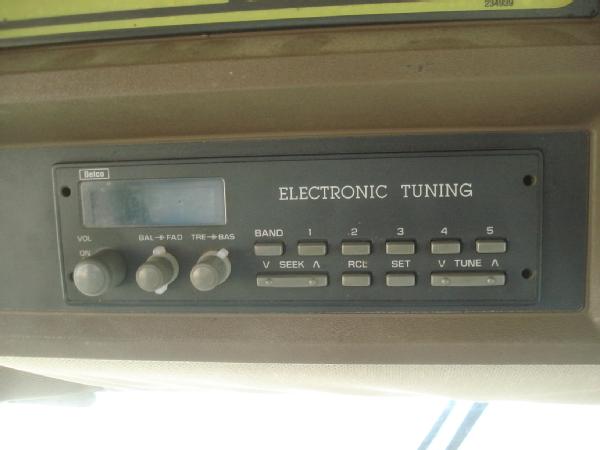 234939
Delco
ELECTRONIC TUNING
VOL BAL FAD TRE BAS BAND 1 2 3 4 5
ON
V SEEK Λ RCL SET V TUNE Λ